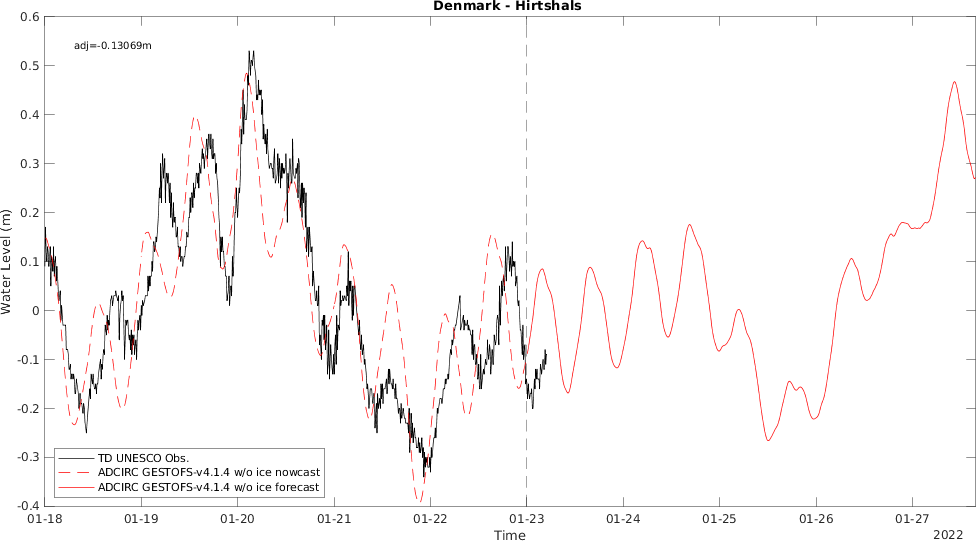 Denmark - Hirtshals
adj=-0.13069m
0.6
0.5
0.4
0.3
0.2
0.1
0
-0.1
-0.2
-0.3
-0.4
Water Level (m)
TD UNESCO Obs.
ADCIRC GESTOFS-v4.1.4 w/o ice nowcast
ADCIRC GESTOFS-v4.1.4 w/o ice forecast
01-18 01-19 01-20 01-21 01-22 01-23 01-24 01-25 01-26 01-27
Time
2022